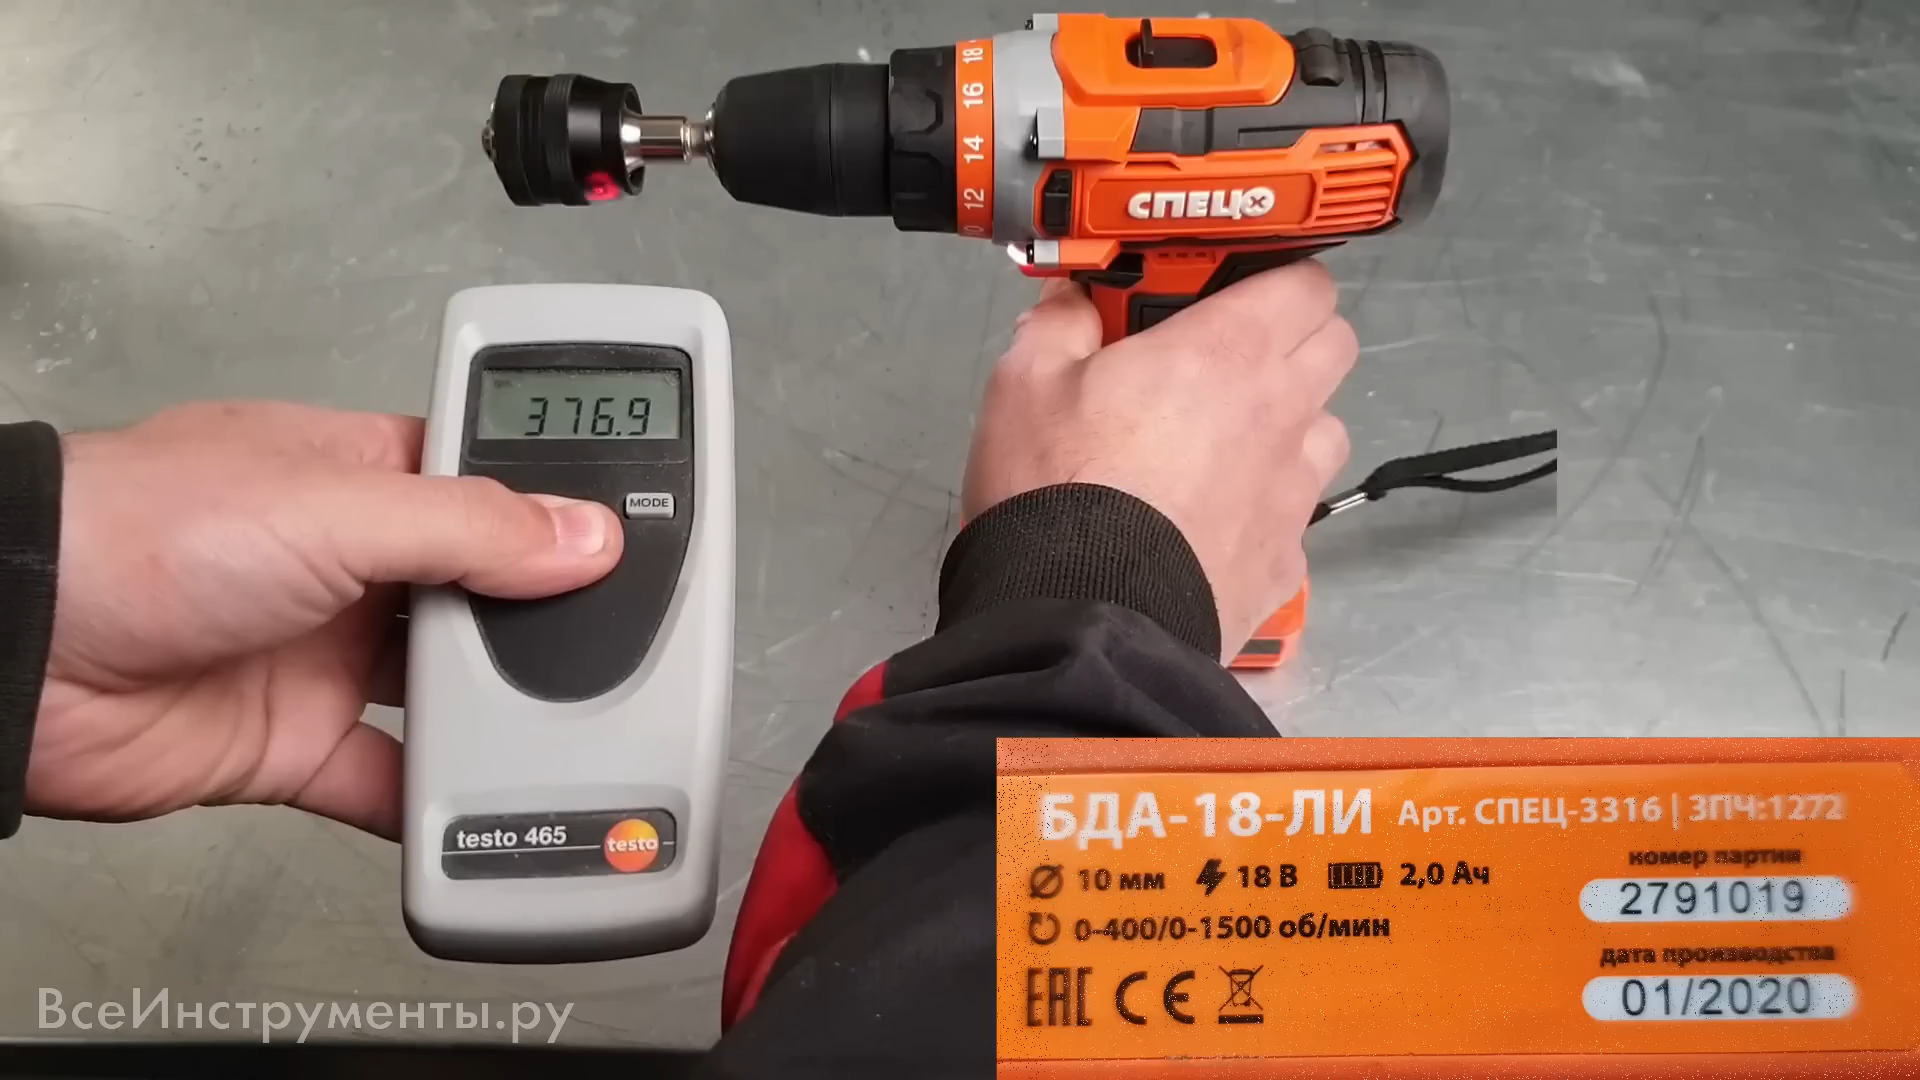 18
16
14
12
СПЕЦ
376.9
MODE
testo 465
testo
БДА-18-ЛИ Арт. СПЕЦ-3316 | ЗПЧ:1272
10 мм 18 В 2,0 Ач
0-400/0-1500 об/мин
номер партии
2791019
дата производства
01/2020
EAC CE
ВсеИнструменты.ру